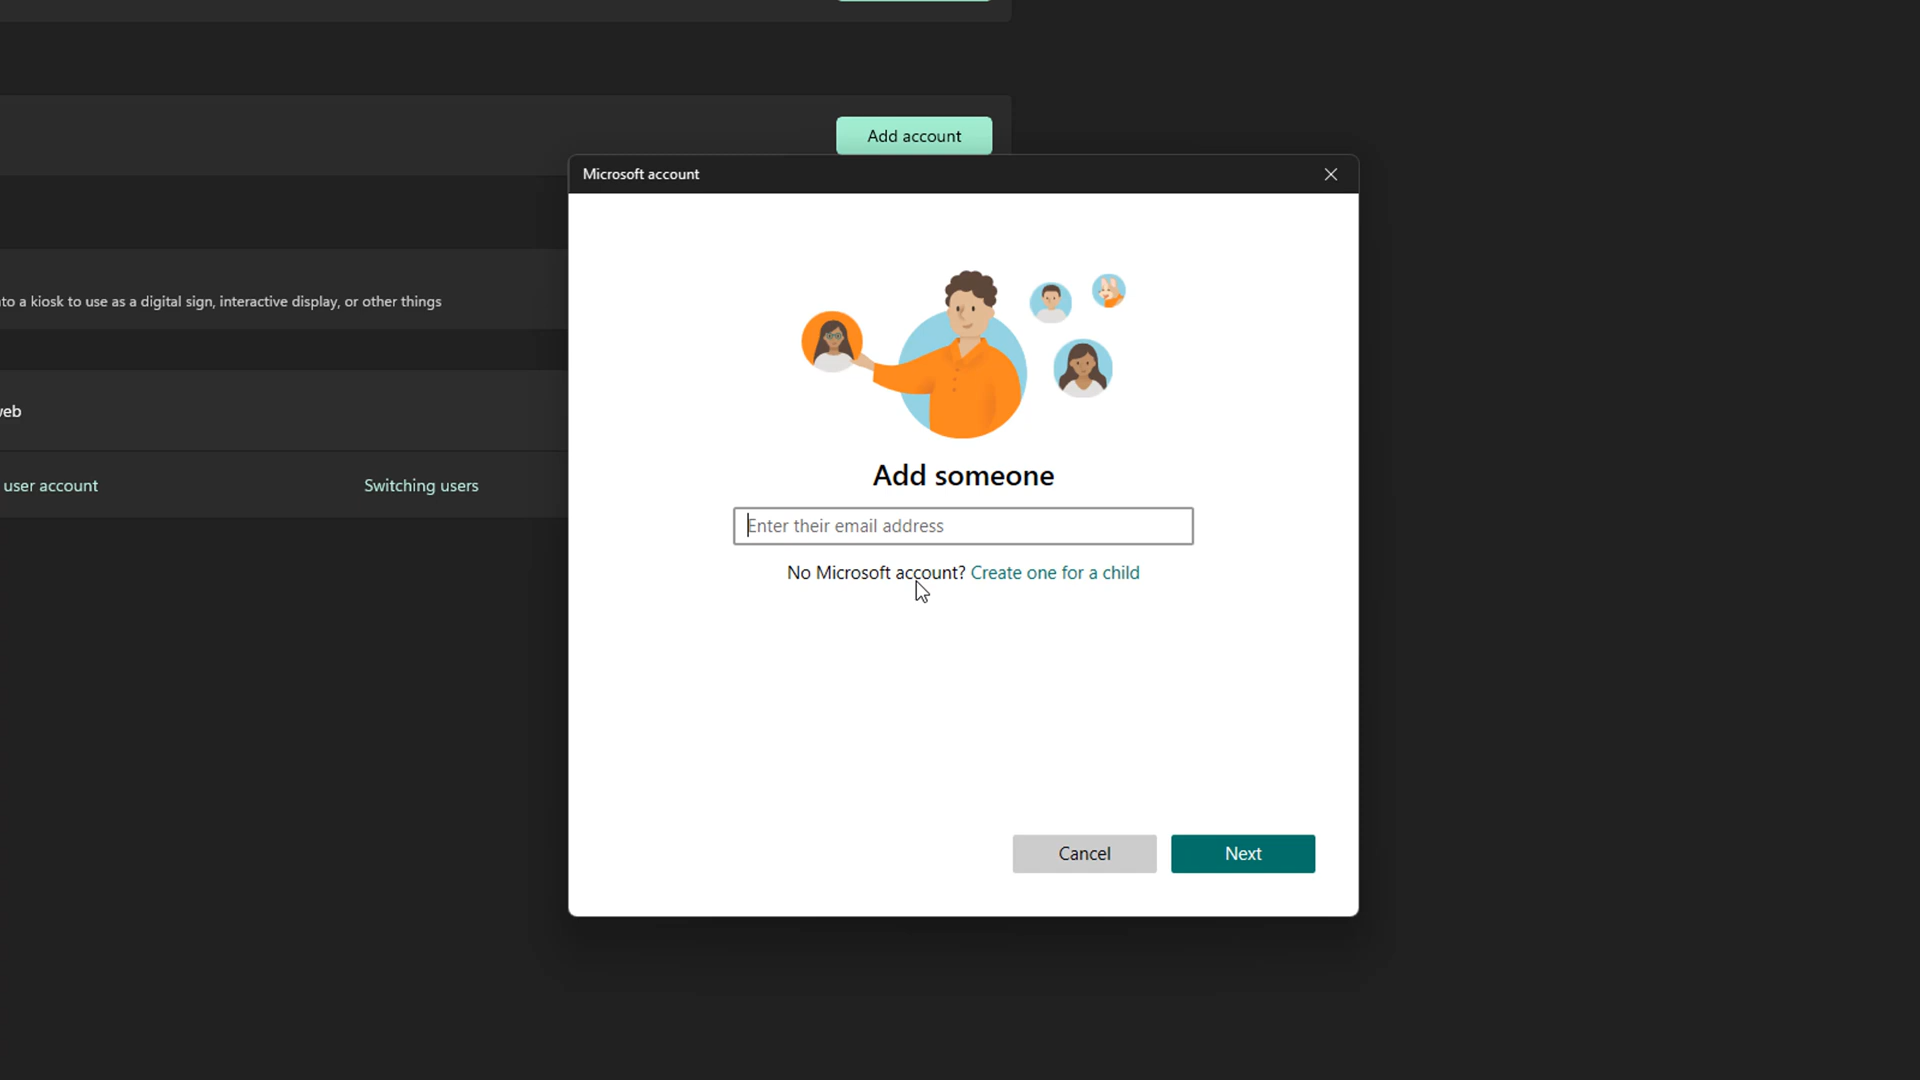 Add account
Microsoft account
to a kiosk to use as a digital sign, interactive display, or other things
user account
Switching users
Add someone
Enter their email address
No Microsoft account? Create one for a child
Cancel
Next